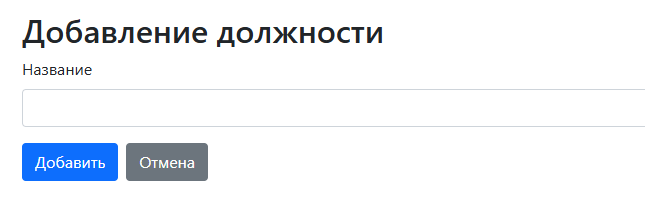 Добавление должности
Название
Добавить Отмена